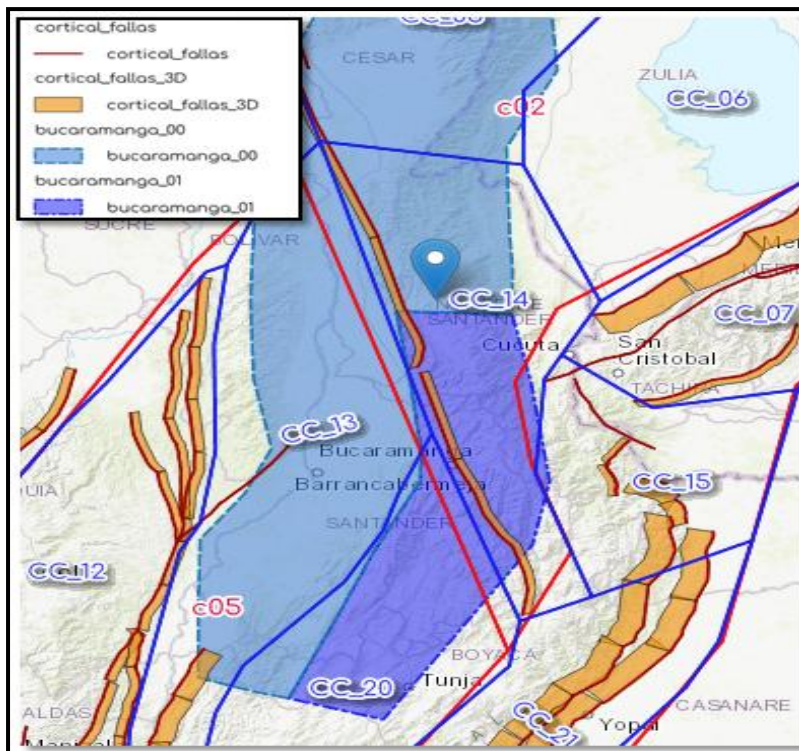 cortical_fallas
cortical_fallas
cortical_fallas_3D
cortical_fallas_3D
bucaramanga_00
bucaramanga_00
bucaramanga_01
bucaramanga_01
CESAR
ZULIA
c02
CC_06
SUCRE
BOLIVAR
CC_14
SANTANDER
CC_07
Cucuta
San
Cristobal
TACHIRA
CC_13
Bucaramanga
Barrancabermeja
CC_15
SANTANDER
CC_12
c05
BOYACA
CC_20
Tunja
CASANARE
CC_21
Yopal